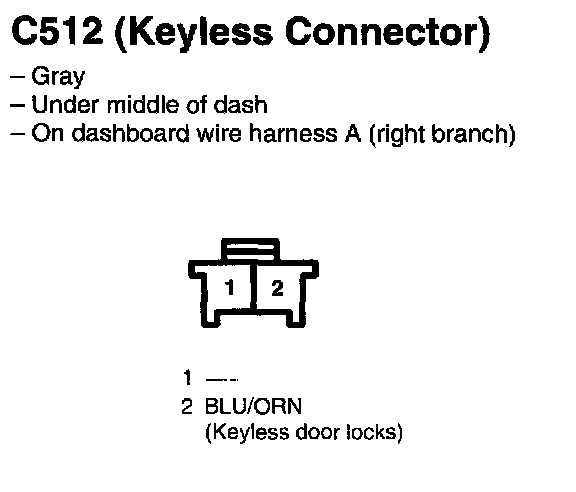 C512 (Keyless Connector)
– Gray
– Under middle of dash
– On dashboard wire harness A (right branch)
1 2
1 —--
2 BLU/ORN
(Keyless door locks)